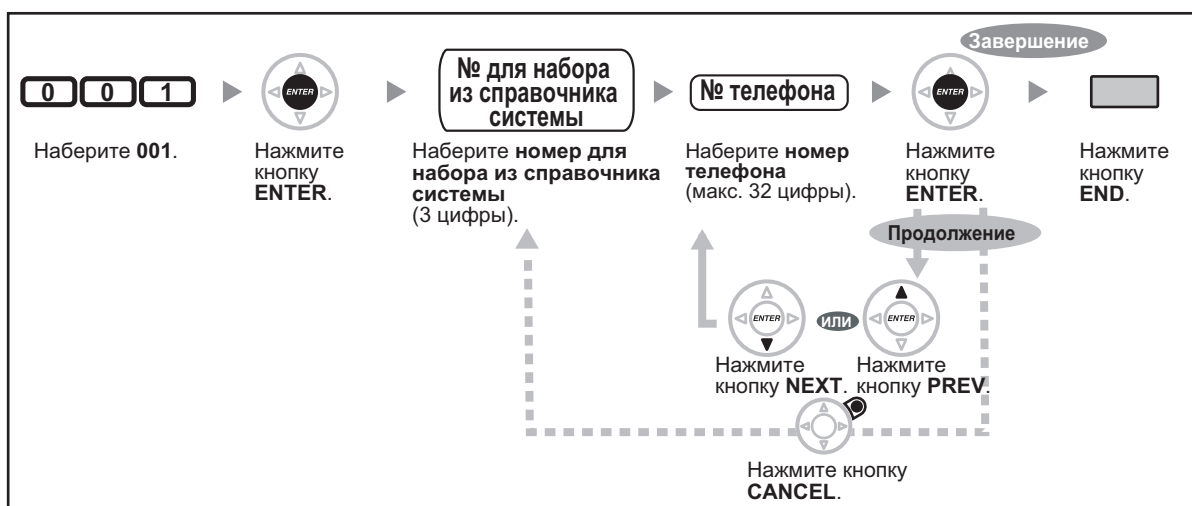 Завершение
0 0 1
ENTER
№ для набора
из справочника
системы
№ телефона
ENTER
Наберите 001.
Нажмите
кнопку
ENTER.
Наберите номер для
набора из справочника
системы
(3 цифры).
Наберите номер
телефона
(макс. 32 цифры).
Нажмите
кнопку
ENTER.
Нажмите
кнопку
END.
Продолжение
ENTER
или
ENTER
Нажмите
кнопку NEXT.
Нажмите
кнопку PREV.
Нажмите кнопку
CANCEL.